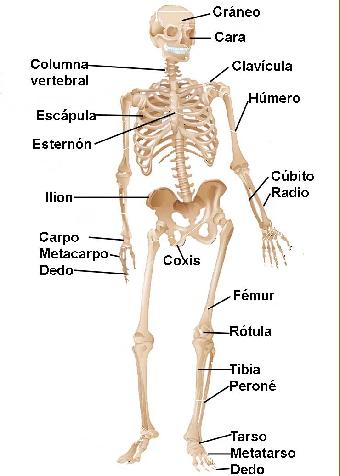 Cráneo
Cara
Columna
vertebral
Clavícula
Húmero
Escápula
Esternón
Cúbito
Radio
Ilion
Carpo
Metacarpo
Dedo
Coxis
Fémur
Rótula
Tibia
Peroné
Tarso
Metatarso
Dedo